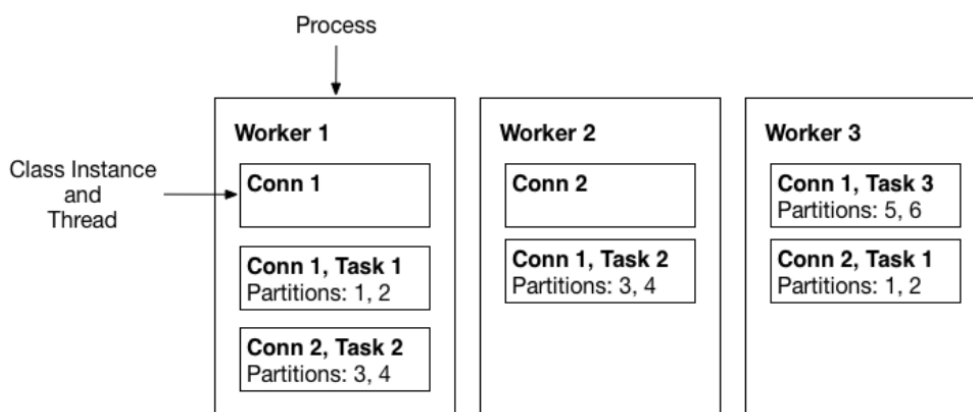 Process
Class Instance
and
Thread
Worker 1
Conn 1
Conn 1, Task 1
Partitions: 1, 2
Conn 2, Task 2
Partitions: 3, 4
Worker 2
Conn 2
Conn 1, Task 2
Partitions: 3, 4
Worker 3
Conn 1, Task 3
Partitions: 5, 6
Conn 2, Task 1
Partitions: 1, 2